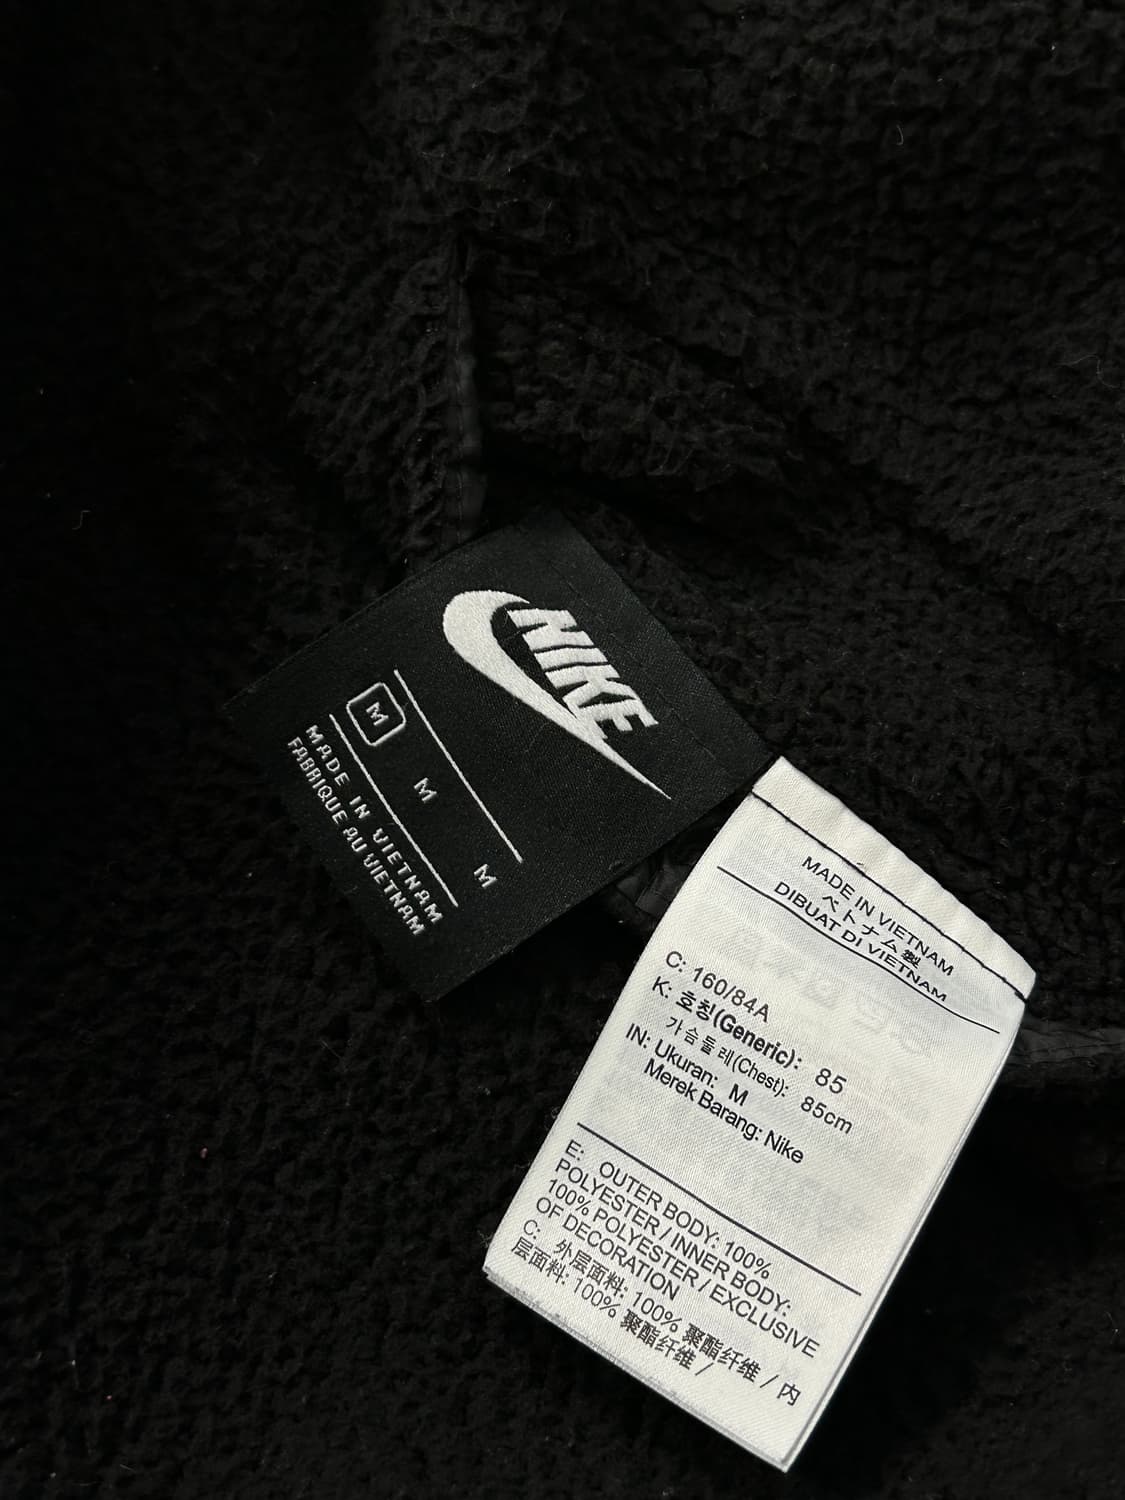 NIKE
M
M
M
MADE IN VIETNAM
FABRIQUE AU VIETNAM
MADE IN VIETNAM
ベトナム製
DIBUAT DI VIETNAM
C: 160/84A
K: 호칭(Generic): 85
가슴둘레(Chest): 85cm
IN: Ukuran: M
Merek Barang: Nike
E: OUTER BODY: 100%
POLYESTER / INNER BODY:
100% POLYESTER / EXCLUSIVE
OF DECORATION
C: 外层面料: 100% 聚酯纤维 / 内
层面料: 100% 聚酯纤维 /